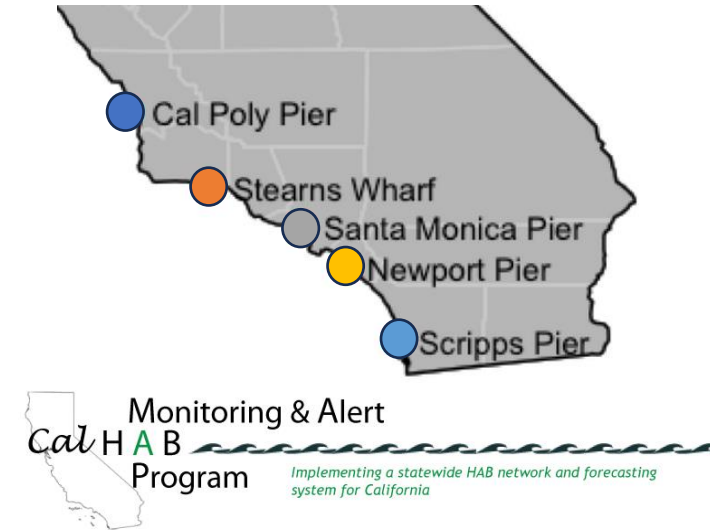 Cal Poly Pier
Stearns Wharf
Santa Monica Pier
Newport Pier
Scripps Pier
Monitoring & Alert
Cal H A B
Program
Implementing a statewide HAB network and forecasting
system for California